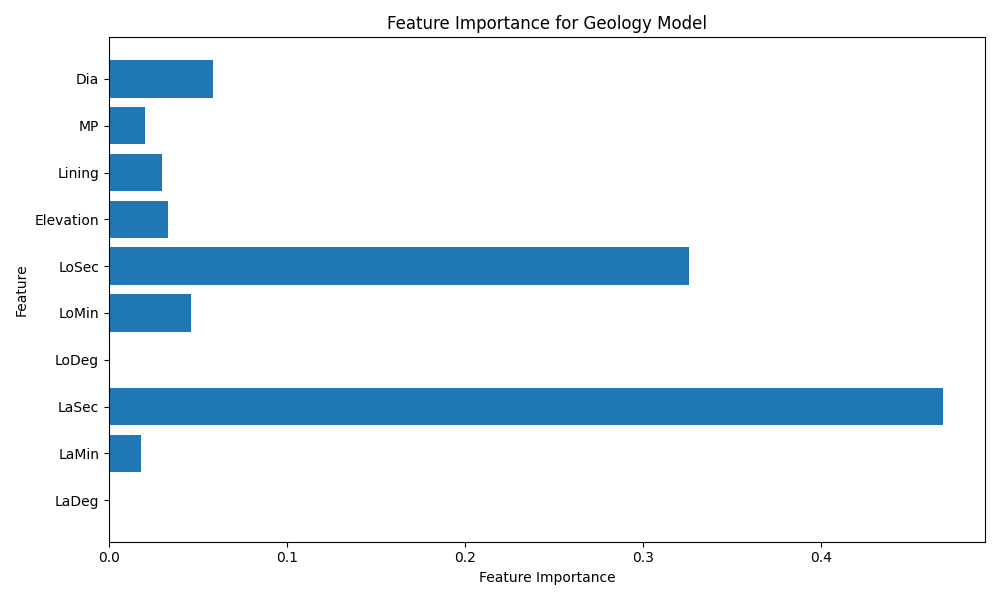 Feature Importance for Geology Model
Dia
MP
Lining
Elevation
LoSec
LoMin
LoDeg
LaSec
LaMin
LaDeg
Feature
0.0 0.1 0.2 0.3 0.4
Feature Importance